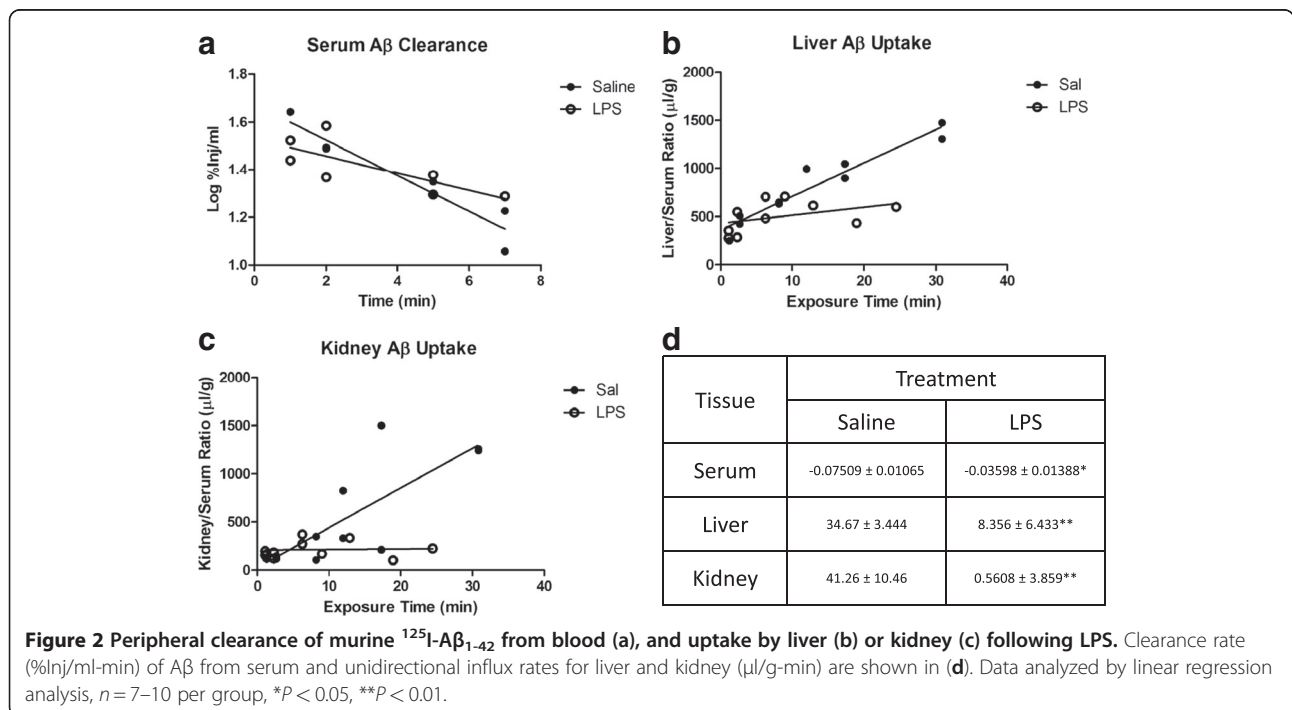 a
Serum Aβ Clearance
1.8
1.6
1.4
1.2
1.0
Log %Inj/ml
0 2 4 6 8
Time (min)
Saline
LPS
b
Liver Aβ Uptake
2000
1500
1000
500
0
Liver/Serum Ratio (µl/g)
0 10 20 30 40
Exposure Time (min)
Sal
LPS
c
Kidney Aβ Uptake
2000
1500
1000
500
0
Kidney/Serum Ratio (µl/g)
0 10 20 30 40
Exposure Time (min)
Sal
LPS
d
Tissue Treatment
Saline LPS
Serum -0.07509 ± 0.01065 -0.03598 ± 0.01388*
Liver 34.67 ± 3.444 8.356 ± 6.433**
Kidney 41.26 ± 10.46 0.5608 ± 3.859**
Figure 2 Peripheral clearance of murine ¹²⁵I-Aβ₁₋₄₂ from blood (a), and uptake by liver (b) or kidney (c) following LPS. Clearance rate
(%Inj/ml-min) of Aβ from serum and unidirectional influx rates for liver and kidney (µl/g-min) are shown in (d). Data analyzed by linear regression
analysis, n = 7–10 per group, *P < 0.05, **P < 0.01.